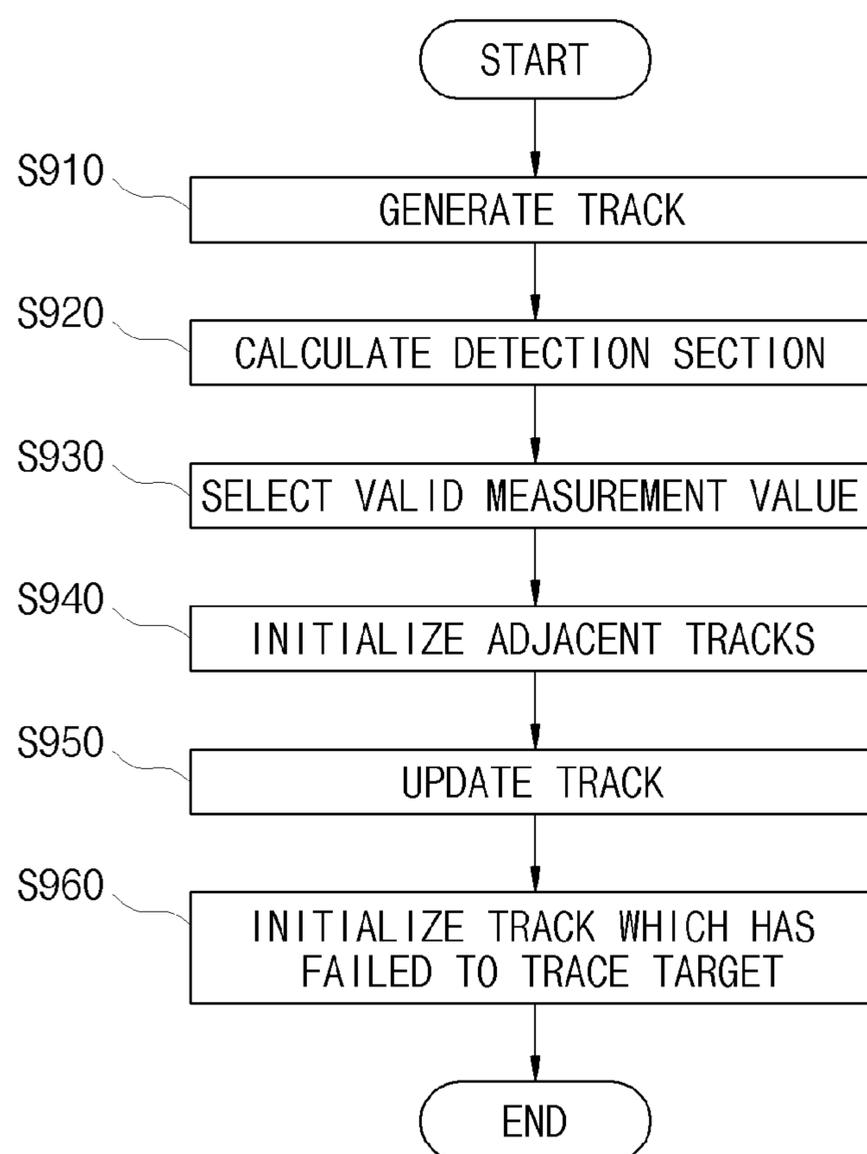 START
S910
GENERATE TRACK
S920
CALCULATE DETECTION SECTION
S930
SELECT VALID MEASUREMENT VALUE
S940
INITIALIZE ADJACENT TRACKS
S950
UPDATE TRACK
S960
INITIALIZE TRACK WHICH HAS
FAILED TO TRACE TARGET
END